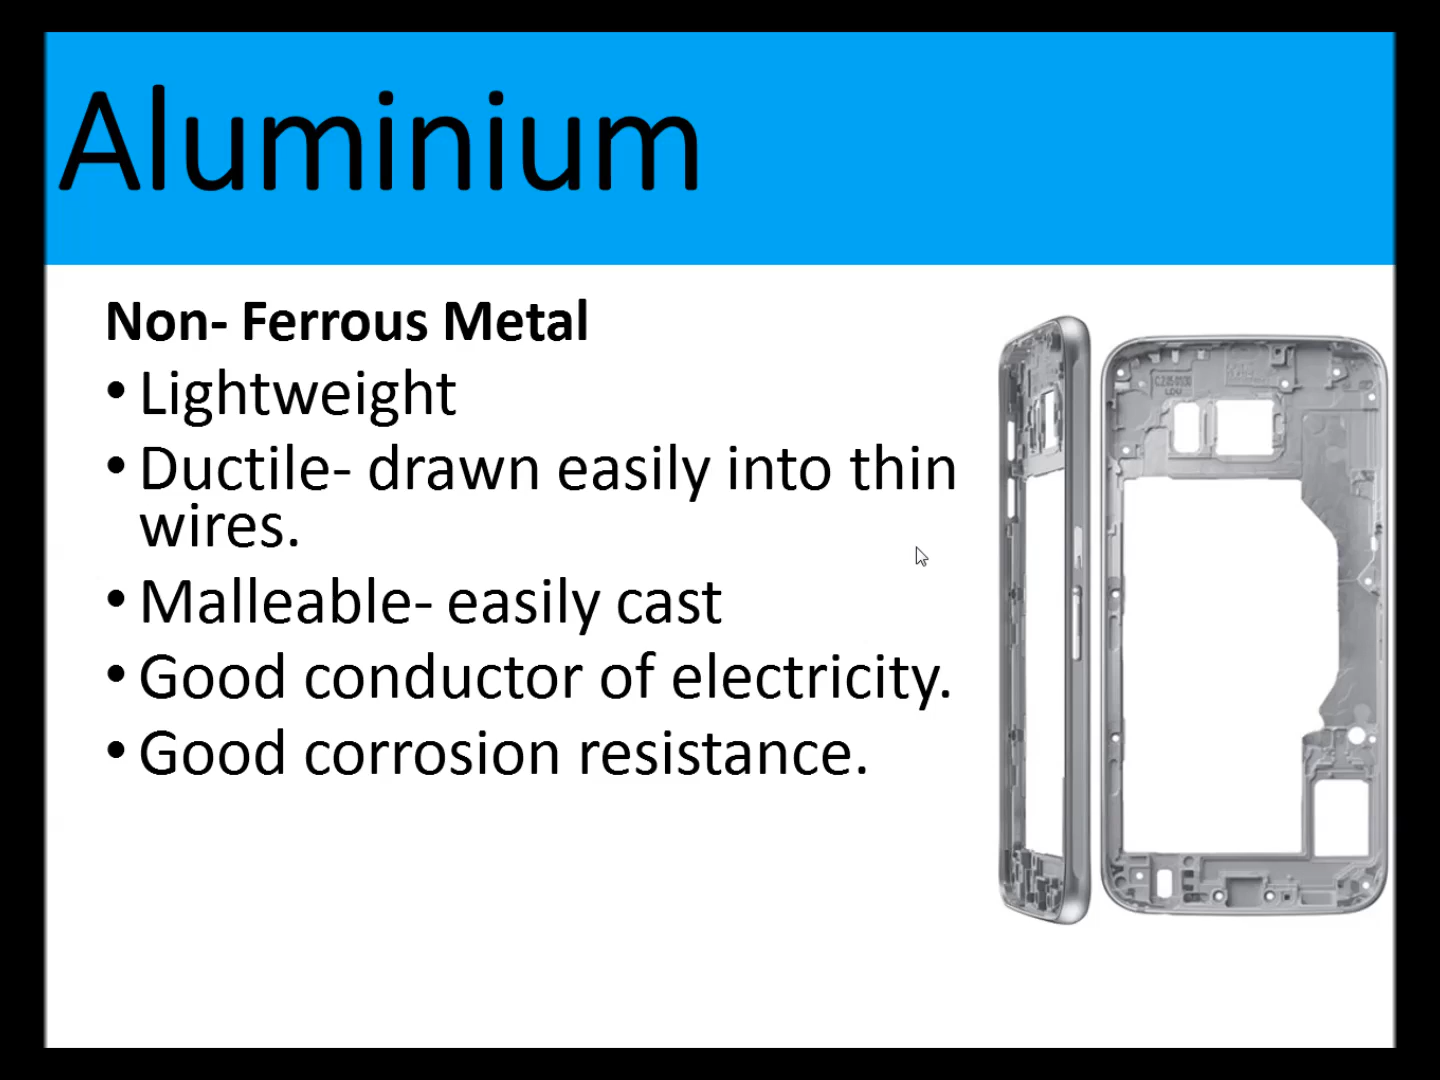 Aluminium
Non- Ferrous Metal
• Lightweight
• Ductile- drawn easily into thin
wires.
• Malleable- easily cast
• Good conductor of electricity.
• Good corrosion resistance.